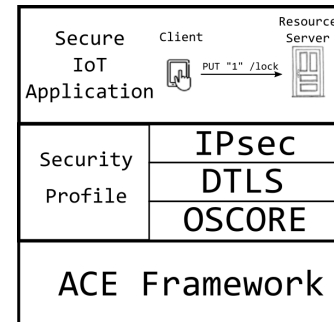 Secure
IoT
Application
Client
Resource
Server
PUT "1" /lock
Security
Profile
IPsec
DTLS
OSCORE
ACE Framework